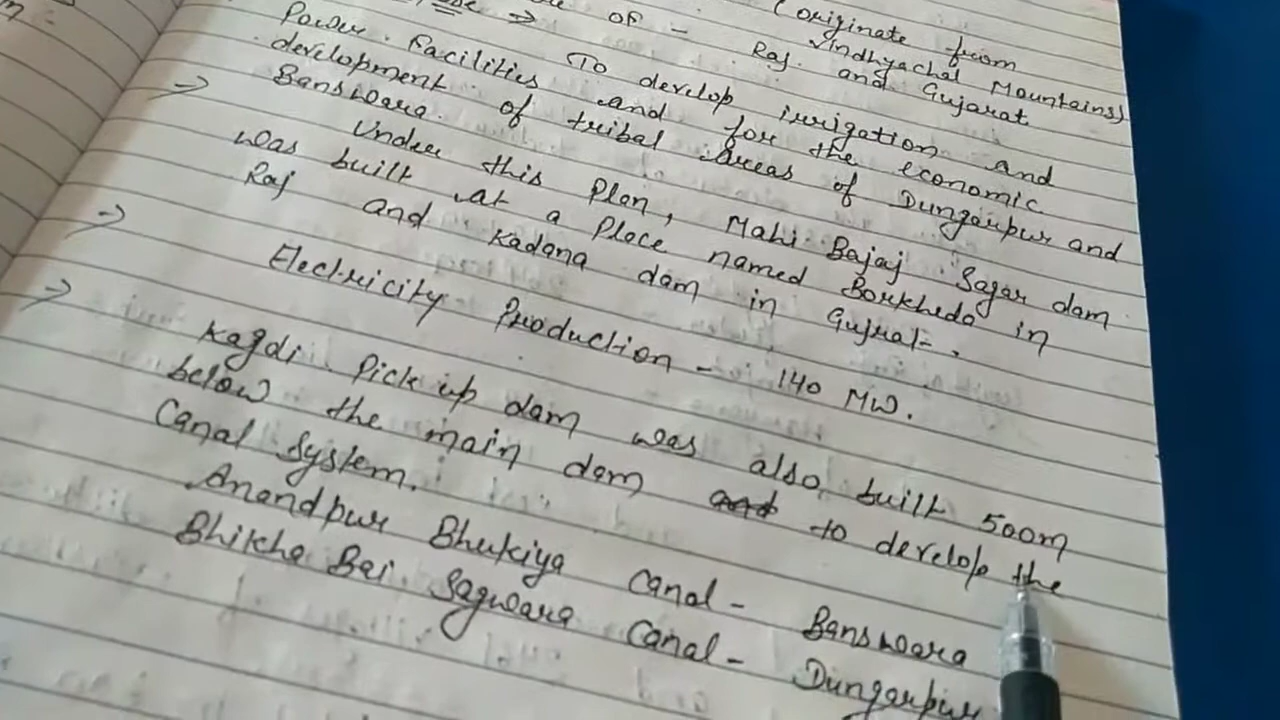 (originate from
Vindhyachal Mountains)
of - Raj. and Gujarat
⇒ To develop irrigation and
Power facilities and for the economic
development of tribal areas of Dungarpur and
Banswara.
→ Under this Plan, Mahi Bajaj Sagar dam
was built at a Place named Borkheda in
Raj and Kadana dam in Gujrat.
→ Electricity Production - 140 MW.
→ Kagdi Pick up dam was also built 500m
below the main dam to develop the
Canal System.
Anandpur Bhukiya Canal - Banswara
Bhikha Bai Sagwara Canal - Dungarpur